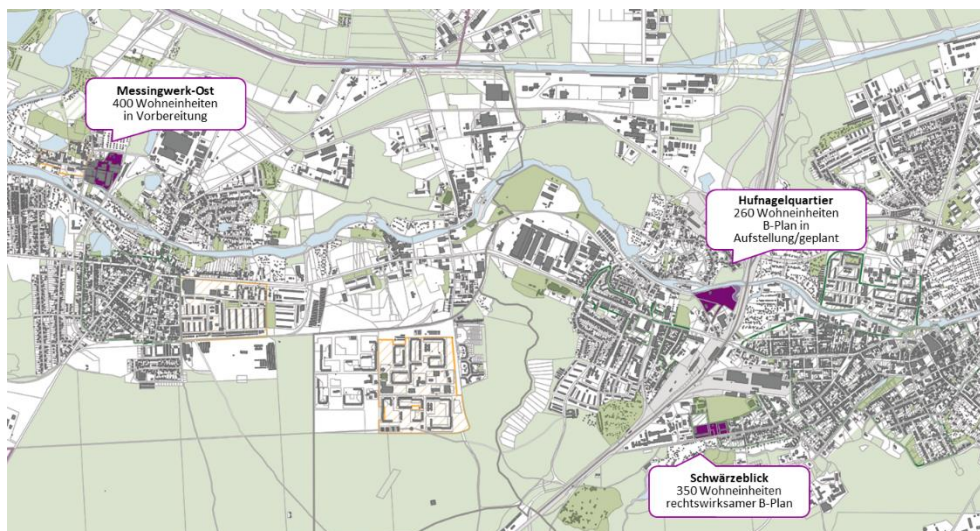 Messingwerk-Ost
400 Wohneinheiten
in Vorbereitung
Hufnagelquartier
260 Wohneinheiten
B-Plan in
Aufstellung/geplant
Schwärzeblick
350 Wohneinheiten
rechtswirksamer B-Plan